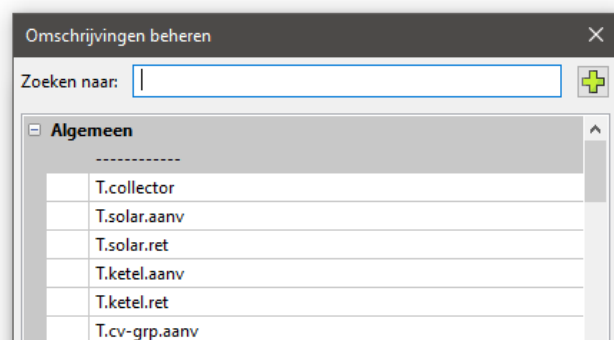 Omschrijvingen beheren
Zoeken naar:
Algemeen
------------
T.collector
T.solar.aanv
T.solar.ret
T.ketel.aanv
T.ketel.ret
T.cv-grp.aanv